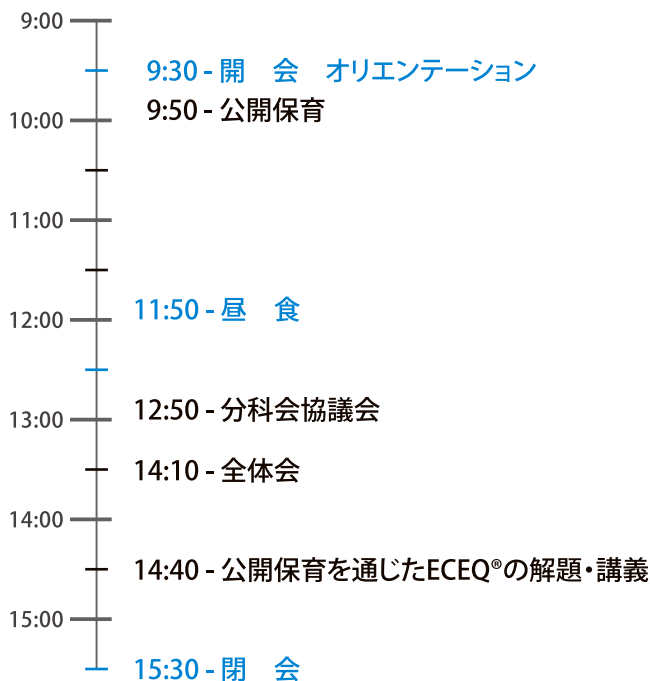 9:00
9:30 - 開　会　オリエンテーション
9:50 - 公開保育
10:00
11:00
11:50 - 昼　食
12:00
12:50 - 分科会協議会
13:00
14:10 - 全体会
14:00
14:40 - 公開保育を通じたECEQ®の解題・講義
15:00
15:30 - 閉　会